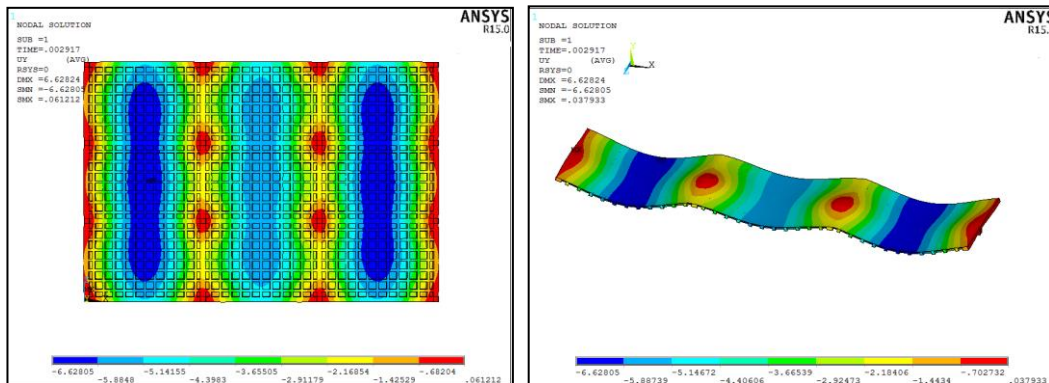 1
NODAL SOLUTION
SUB =1
TIME=.002917
UY (AVG)
RSYS=0
DMX =6.62824
SMN =-6.62805
SMX =.061212
ANSYS
R15.0
-6.62805 -5.14155 -3.65505 -2.16854 -.68204
-5.8848 -4.3983 -2.91179 -1.42529 .061212
1
NODAL SOLUTION
SUB =1
TIME=.002917
UY (AVG)
RSYS=0
DMX =6.62824
SMN =-6.62805
SMX =.037933
ANSYS
R15.0
Y
X
-6.62805 -5.14672 -3.66539 -2.18406 -.702732
-5.88739 -4.40606 -2.92473 -1.4434 .037933